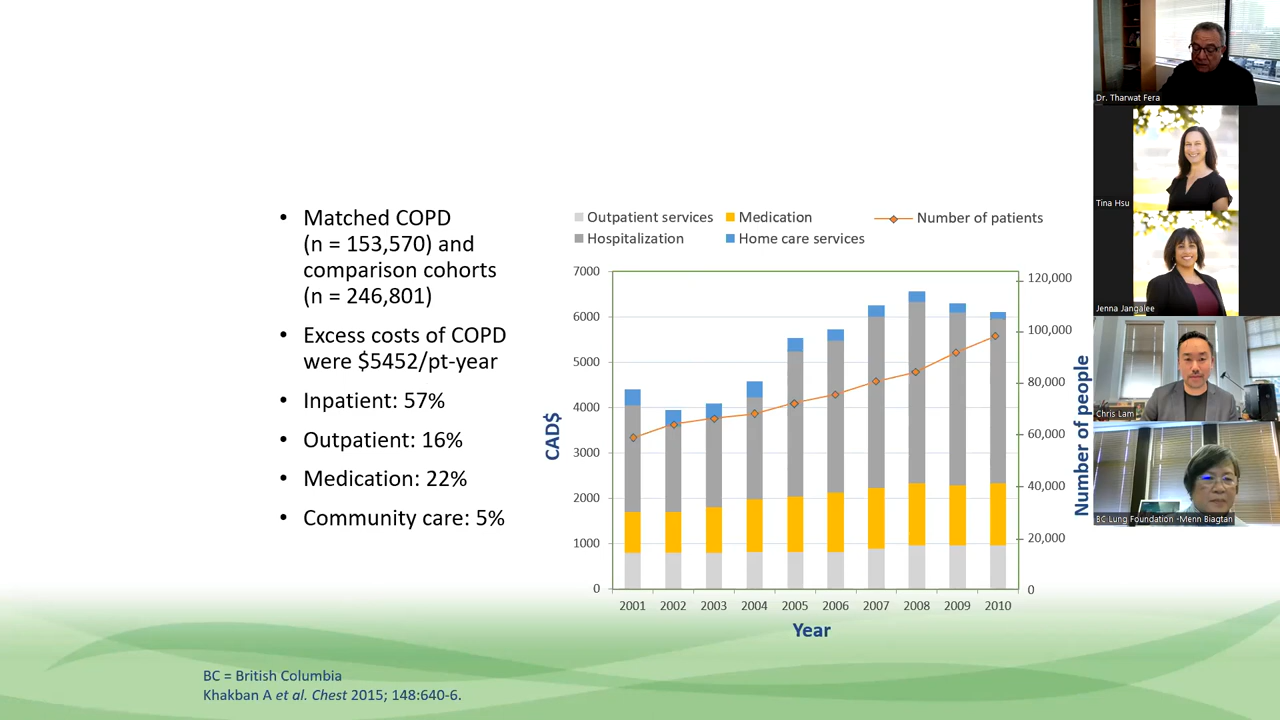 • Matched COPD
(n = 153,570) and
comparison cohorts
(n = 246,801)
• Excess costs of COPD
were $5452/pt-year
• Inpatient: 57%
• Outpatient: 16%
• Medication: 22%
• Community care: 5%
Outpatient services
Medication
Number of patients
Hospitalization
Home care services
7000
6000
5000
4000
3000
2000
1000
0
CAD$
120,000
100,000
80,000
60,000
40,000
20,000
0
Number of people
2001 2002 2003 2004 2005 2006 2007 2008 2009 2010
Year
BC = British Columbia
Khakban A et al. Chest 2015; 148:640-6.
Dr. Tharwat Fera
Tina Hsu
Jenna Jangalee
Chris Lam
BC Lung Foundation -Menn Biagtan